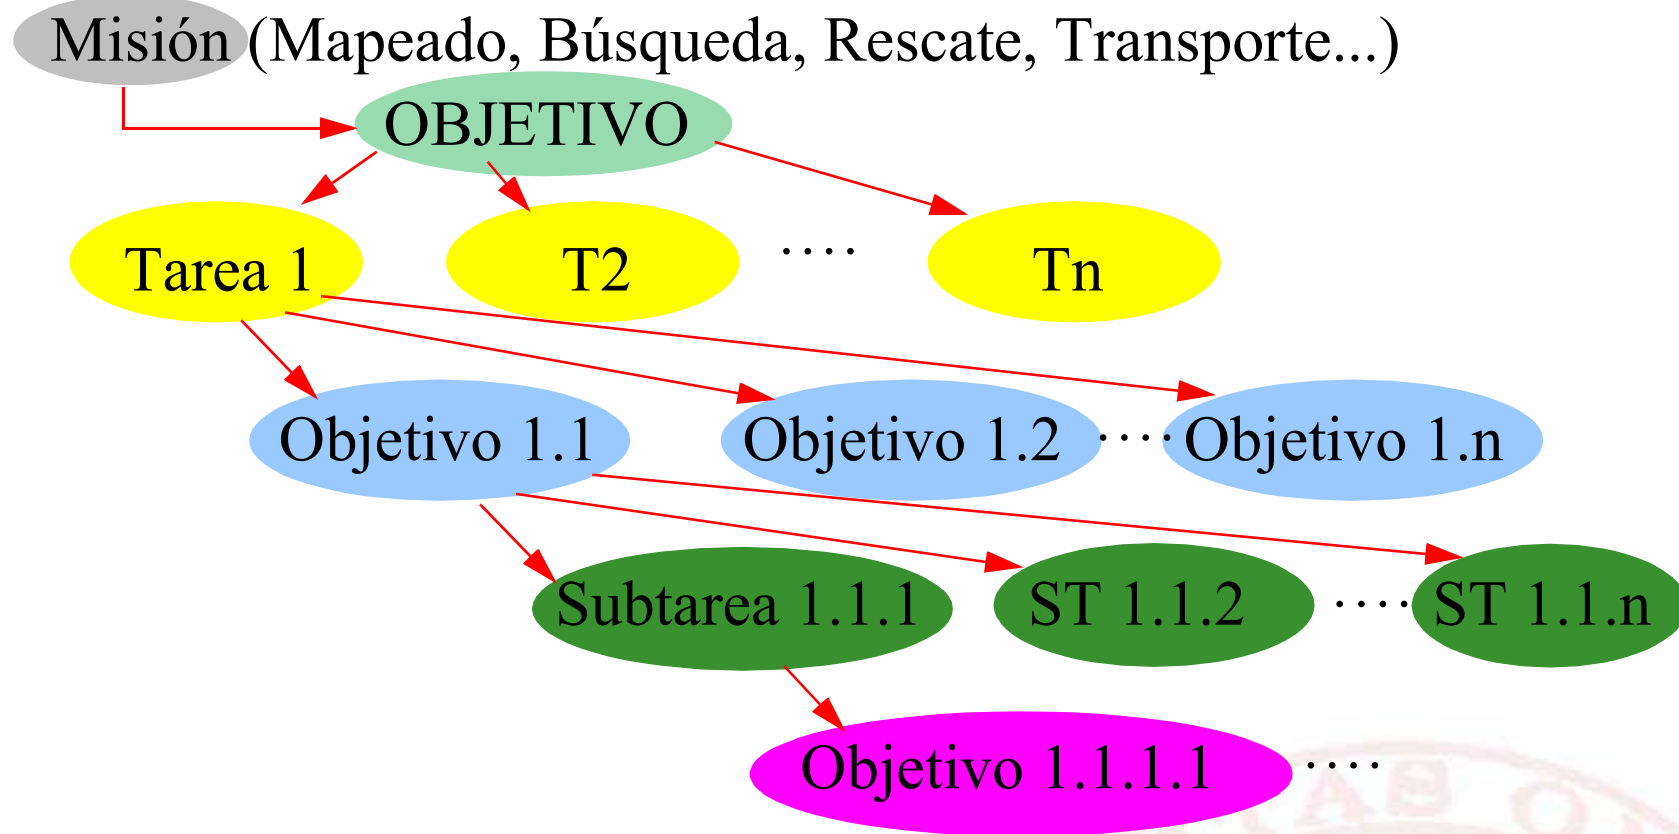 Misión (Mapeado, Búsqueda, Rescate, Transporte...)
OBJETIVO
Tarea 1 T2 .... Tn
Objetivo 1.1 Objetivo 1.2 .... Objetivo 1.n
Subtarea 1.1.1 ST 1.1.2 .... ST 1.1.n
Objetivo 1.1.1.1 ....